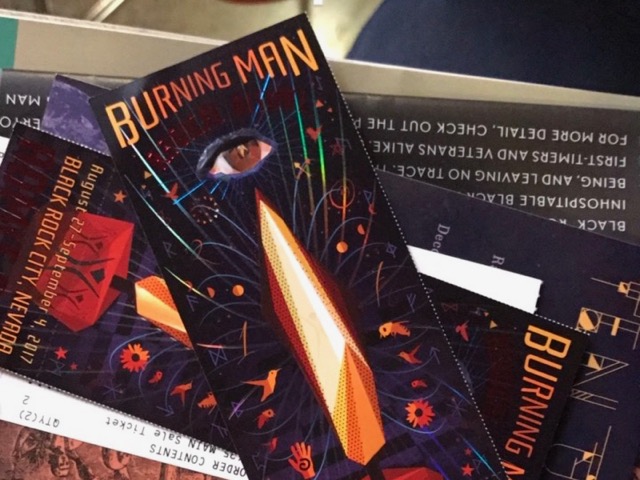 BURNING MAN
August 27-September 4, 2017
BLACK ROCK CITY, NEVADA
BURNING M
ORDER CONTENTS
MAIN Sale Ticket
QTY(2)
2
MAN
BLACK RO
INHOSPITABLE BLACK
BEING, AND LEAVING NO TRACE.
FIRST-TIMERS AND VETERANS ALIKE.
FOR MORE DETAIL, CHECK OUT THE